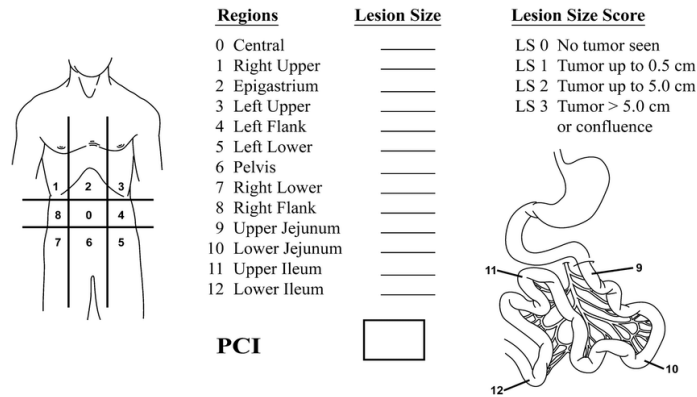 Regions
0 Central
1 Right Upper
2 Epigastrium
3 Left Upper
4 Left Flank
5 Left Lower
6 Pelvis
7 Right Lower
8 Right Flank
9 Upper Jejunum
10 Lower Jejunum
11 Upper Ileum
12 Lower Ileum
PCI
Lesion Size
Lesion Size Score
LS 0 No tumor seen
LS 1 Tumor up to 0.5 cm
LS 2 Tumor up to 5.0 cm
LS 3 Tumor > 5.0 cm
or confluence
1 2 3
8 0 4
7 6 5
11 9
10
12